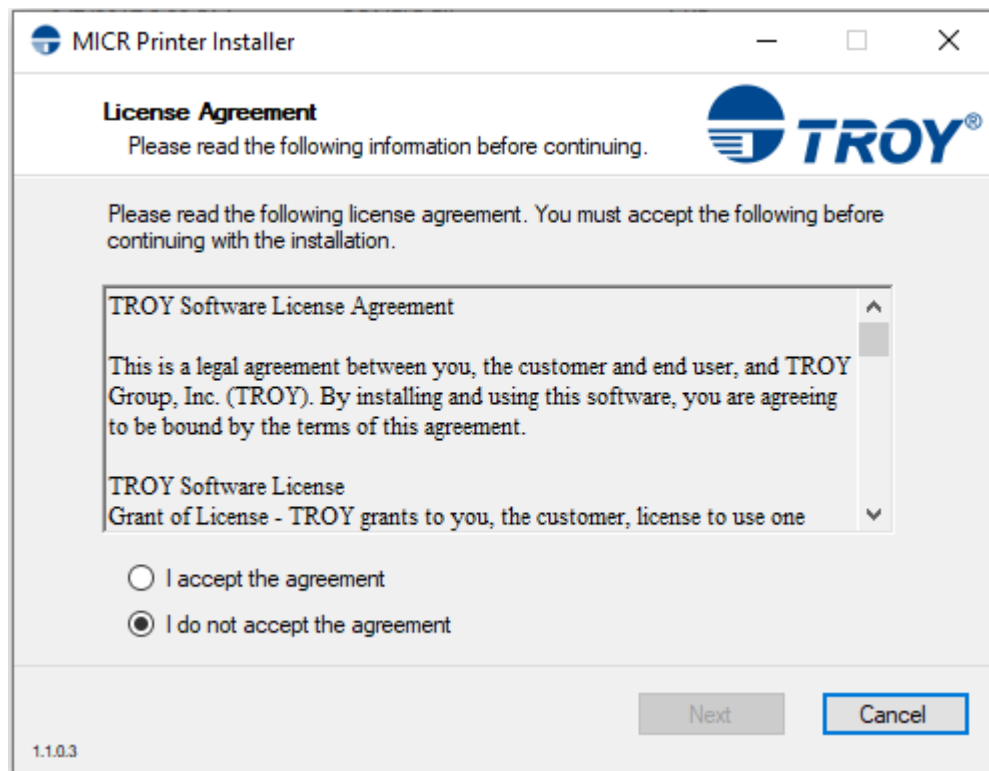 MICR Printer Installer
License Agreement
Please read the following information before continuing.
TROY®
Please read the following license agreement. You must accept the following before
continuing with the installation.
TROY Software License Agreement
This is a legal agreement between you, the customer and end user, and TROY
Group, Inc. (TROY). By installing and using this software, you are agreeing
to be bound by the terms of this agreement.
TROY Software License
Grant of License - TROY grants to you, the customer, license to use one
I accept the agreement
I do not accept the agreement
Next
Cancel
1.1.0.3